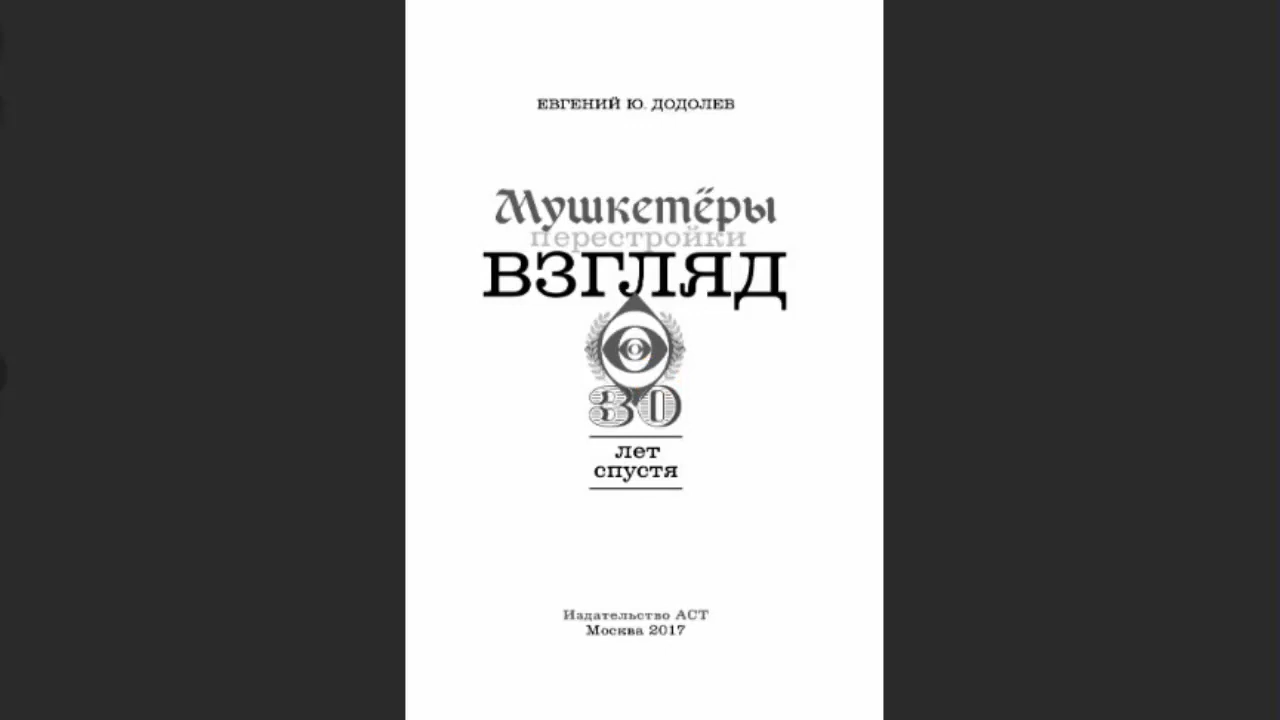 ЕВГЕНИЙ Ю. ДОДОЛЕВ
Мушкетёры
перестройки
ВЗГЛЯД
30
лет
спустя
Издательство АСТ
Москва 2017